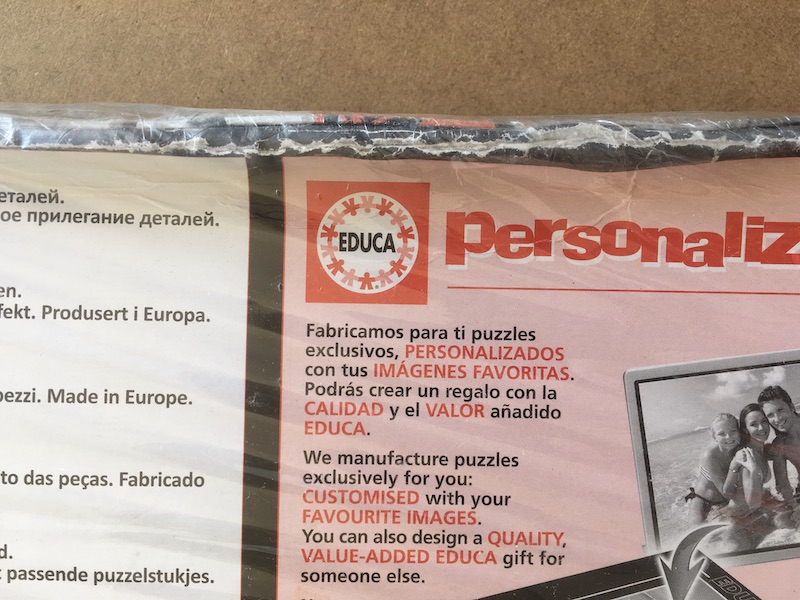 еталей.
ое прилегание деталей.
en.
fekt. Produsert i Europa.
pezzi. Made in Europe.
to das peças. Fabricado
d.
t passende puzzelstukjes.
EDUCA
personaliz
Fabricamos para ti puzzles
exclusivos, PERSONALIZADOS
con tus IMÁGENES FAVORITAS.
Podrás crear un regalo con la
CALIDAD y el VALOR añadido
EDUCA.
We manufacture puzzles
exclusively for you:
CUSTOMISED with your
FAVOURITE IMAGES.
You can also design a QUALITY,
VALUE-ADDED EDUCA gift for
someone else.
EDU